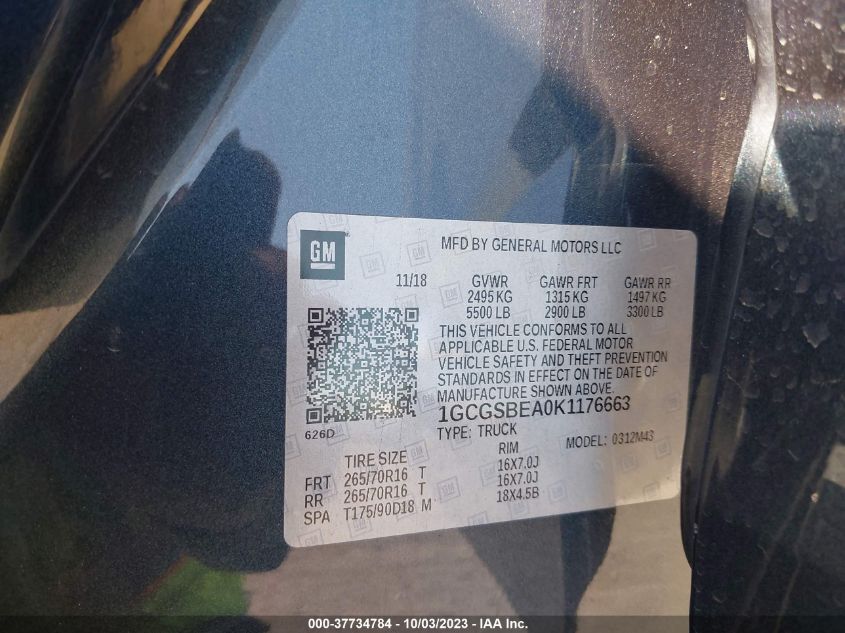 GM
MFD BY GENERAL MOTORS LLC
11/18 GVWR GAWR FRT GAWR RR
2495 KG 1315 KG 1497 KG
5500 LB 2900 LB 3300 LB
THIS VEHICLE CONFORMS TO ALL
APPLICABLE U.S. FEDERAL MOTOR
VEHICLE SAFETY AND THEFT PREVENTION
STANDARDS IN EFFECT ON THE DATE OF
MANUFACTURE SHOWN ABOVE.
1GCGSBEA0K1176663
626D
TYPE: TRUCK MODEL: 0312M43
TIRE SIZE RIM
FRT 265/70R16 T 16X7.0J
RR 265/70R16 T 16X7.0J
SPA T175/90D18 M 18X4.5B
000-37734784 - 10/03/2023 - IAA Inc.